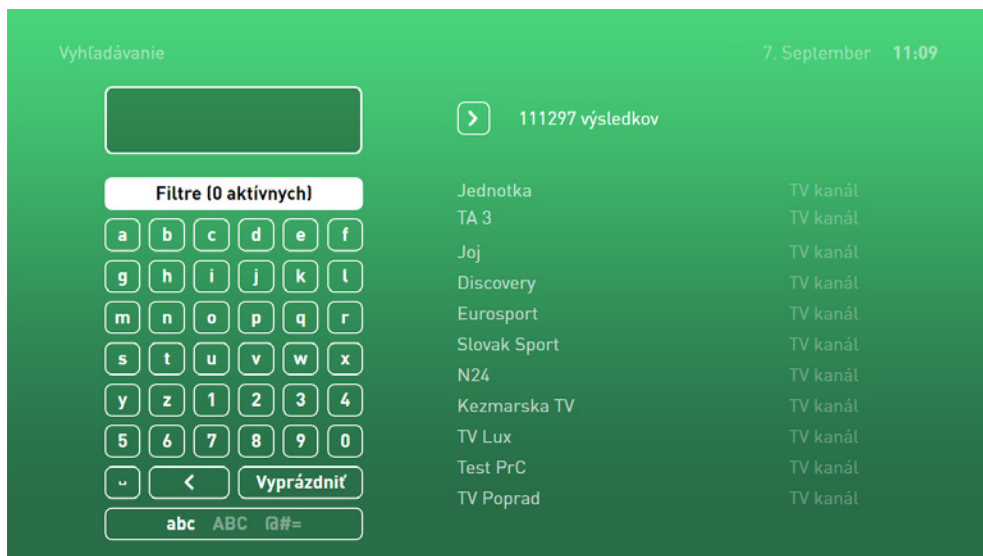 Vyhľadávanie
7. September 11:09
111297 výsledkov
Filtre (0 aktívnych)
a b c d e f
g h i j k l
m n o p q r
s t u v w x
y z 1 2 3 4
5 6 7 8 9 0
Vyprázdniť
abc ABC @#=
Jednotka TV kanál
TA 3 TV kanál
Joj TV kanál
Discovery TV kanál
Eurosport TV kanál
Slovak Sport TV kanál
N24 TV kanál
Kezmarska TV TV kanál
TV Lux TV kanál
Test PrC TV kanál
TV Poprad TV kanál